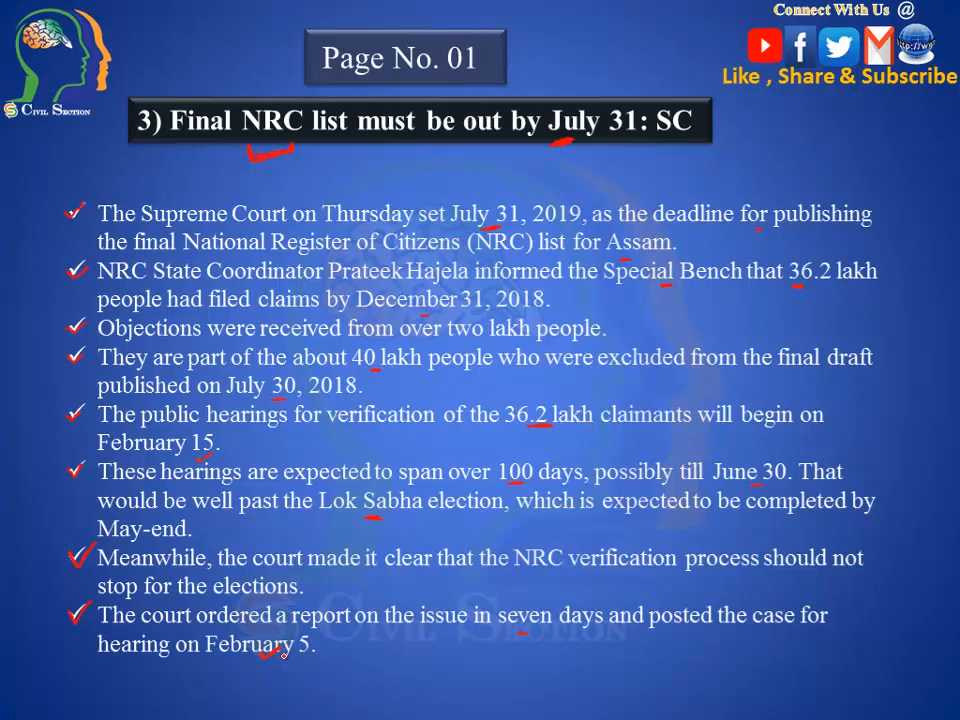 Connect With Us @
Page No. 01
http://www
Like , Share & Subscribe
CIVIL SECTION
3) Final NRC list must be out by July 31: SC
The Supreme Court on Thursday set July 31, 2019, as the deadline for publishing
the final National Register of Citizens (NRC) list for Assam.
NRC State Coordinator Prateek Hajela informed the Special Bench that 36.2 lakh
people had filed claims by December 31, 2018.
Objections were received from over two lakh people.
They are part of the about 40 lakh people who were excluded from the final draft
published on July 30, 2018.
The public hearings for verification of the 36.2 lakh claimants will begin on
February 15.
These hearings are expected to span over 100 days, possibly till June 30. That
would be well past the Lok Sabha election, which is expected to be completed by
May-end.
Meanwhile, the court made it clear that the NRC verification process should not
stop for the elections.
The court ordered a report on the issue in seven days and posted the case for
hearing on February 5.
CIVIL SECTION